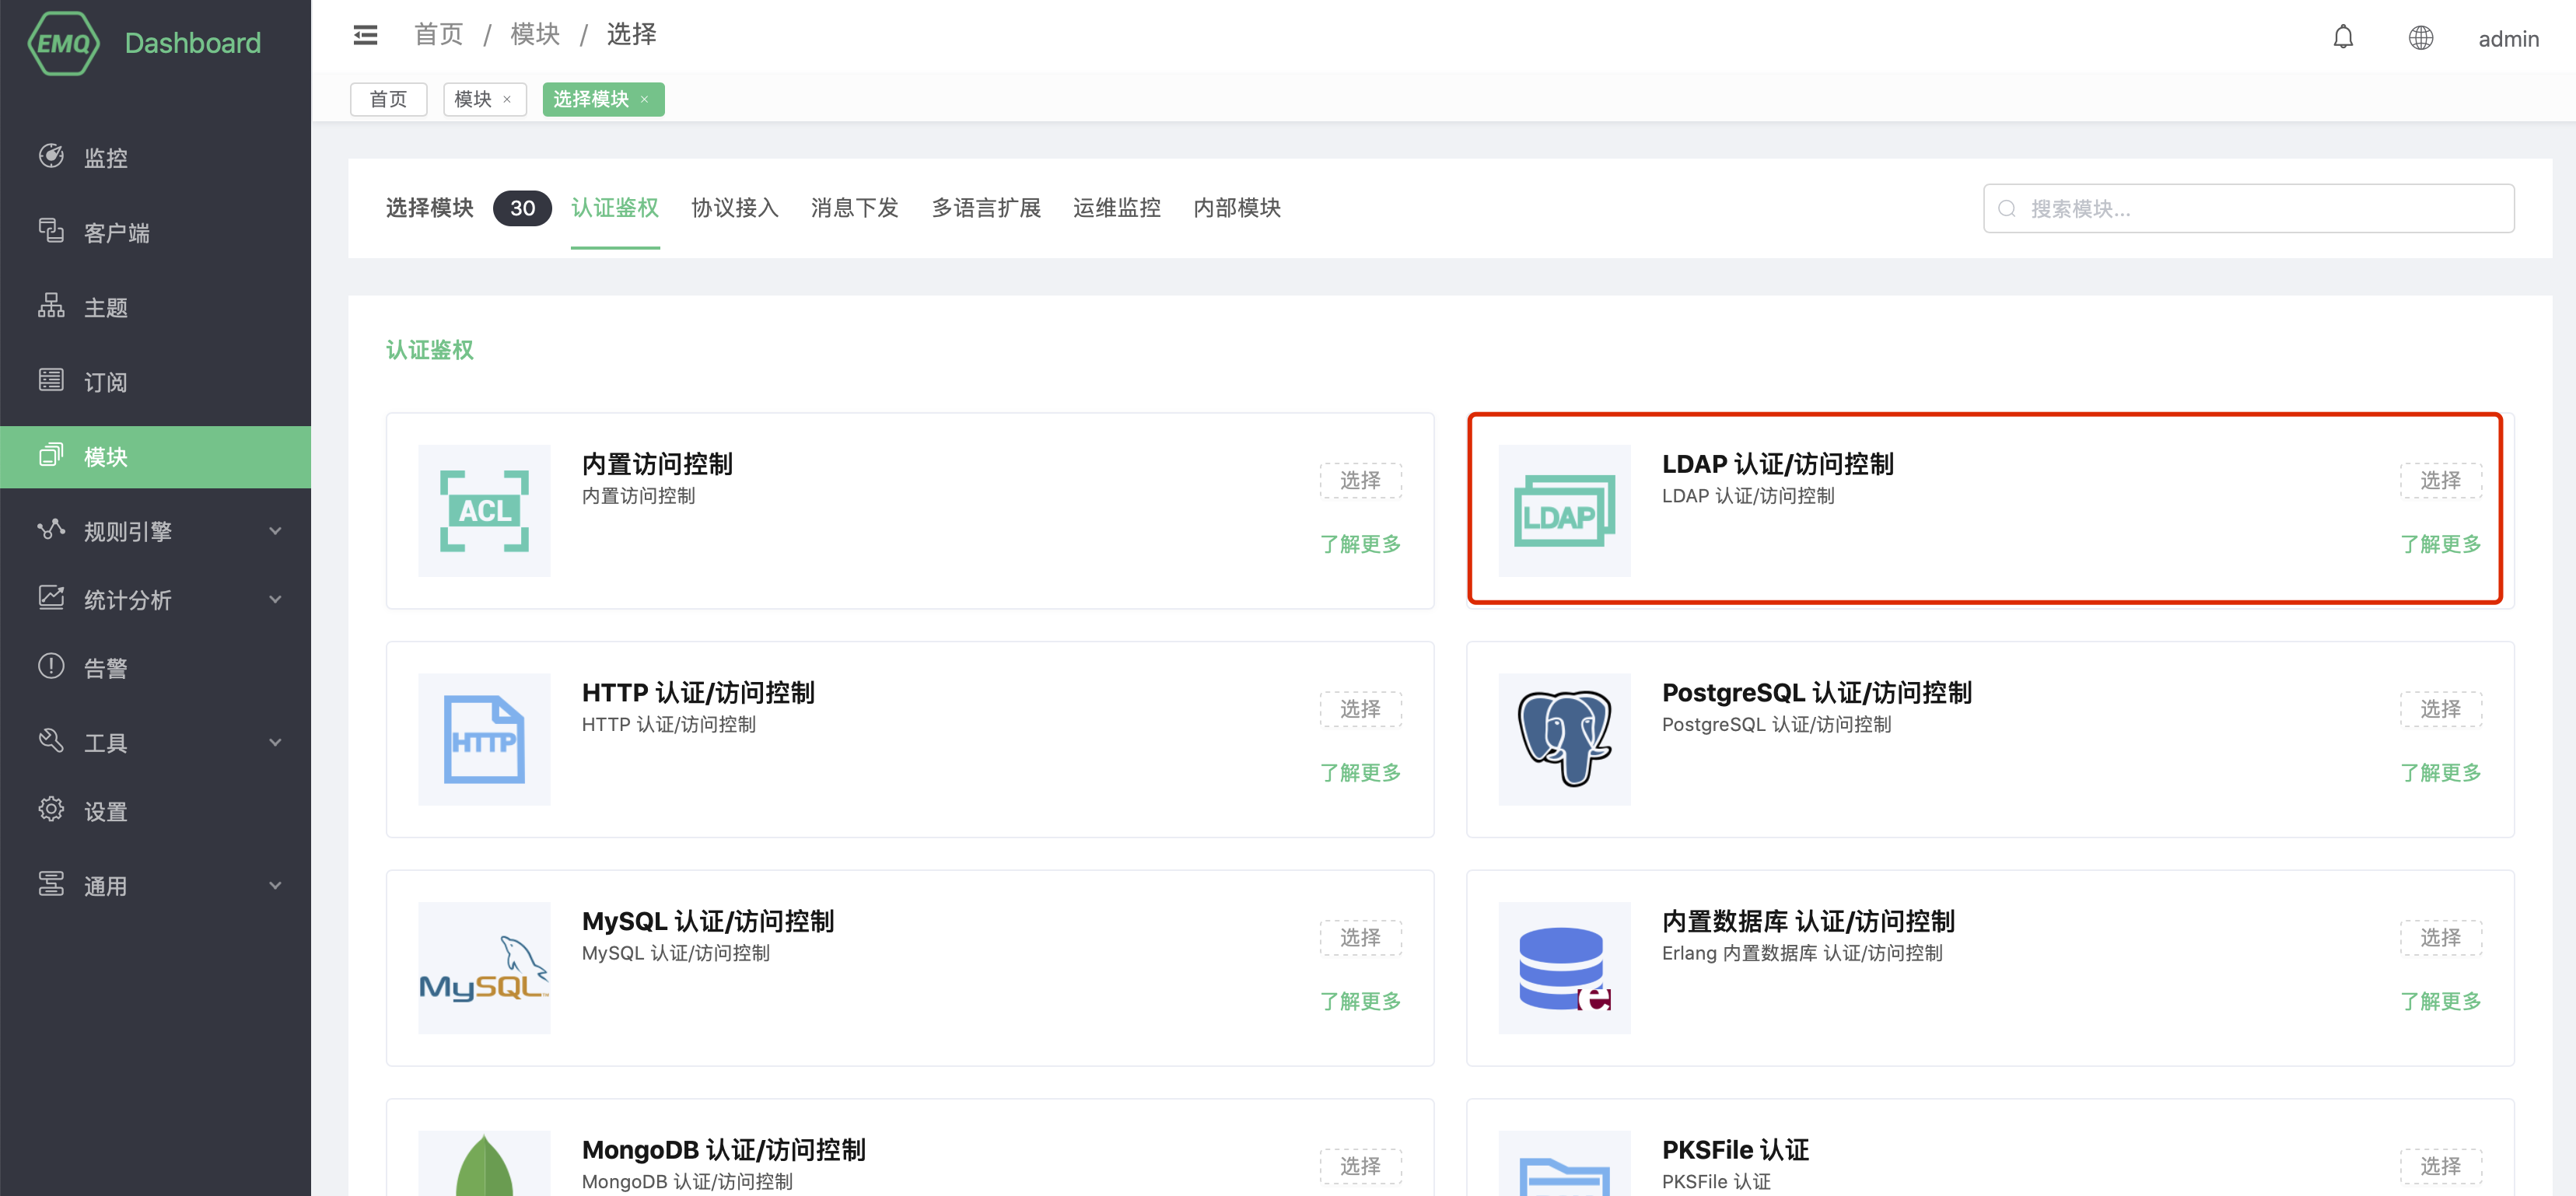 EMQ Dashboard
首页 / 模块 / 选择
admin
首页
模块 ×
选择模块 ×
监控
客户端
主题
订阅
模块
规则引擎
统计分析
告警
工具
设置
通用
选择模块 30 认证鉴权 协议接入 消息下发 多语言扩展 运维监控 内部模块
搜索模块...
认证鉴权
ACL
内置访问控制
内置访问控制
选择
了解更多
LDAP
LDAP 认证/访问控制
LDAP 认证/访问控制
选择
了解更多
HTTP
HTTP 认证/访问控制
HTTP 认证/访问控制
选择
了解更多
PostgreSQL 认证/访问控制
PostgreSQL 认证/访问控制
选择
了解更多
MySQL
MySQL 认证/访问控制
MySQL 认证/访问控制
选择
了解更多
e
内置数据库 认证/访问控制
Erlang 内置数据库 认证/访问控制
选择
了解更多
MongoDB 认证/访问控制
MongoDB 认证/访问控制
选择
PKSFile 认证
PKSFile 认证
选择